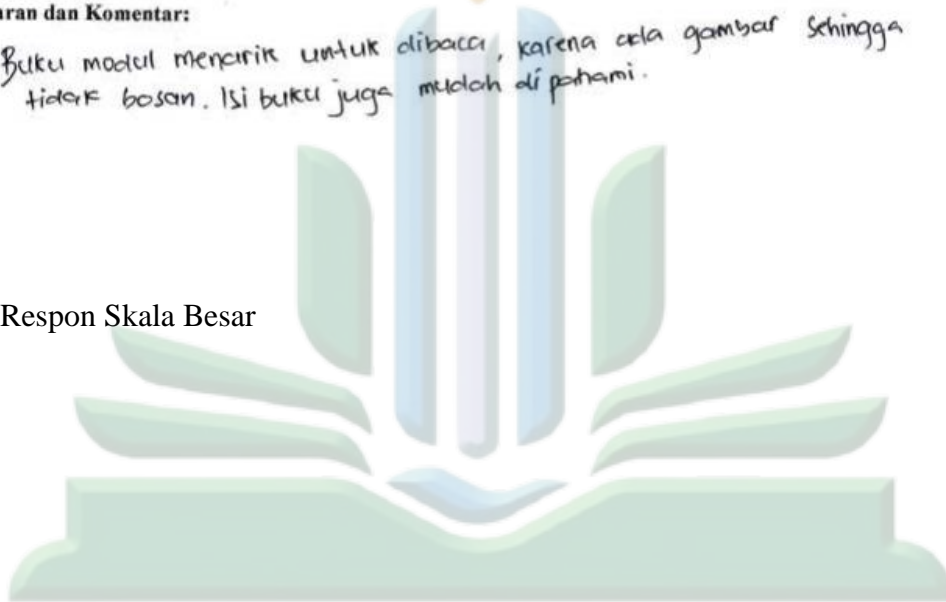 aran dan Komentar:
Buku modul menarik untuk dibaca, karena ada gambar sehingga
tidak bosan. Isi buku juga mudah di pahami.
Respon Skala Besar